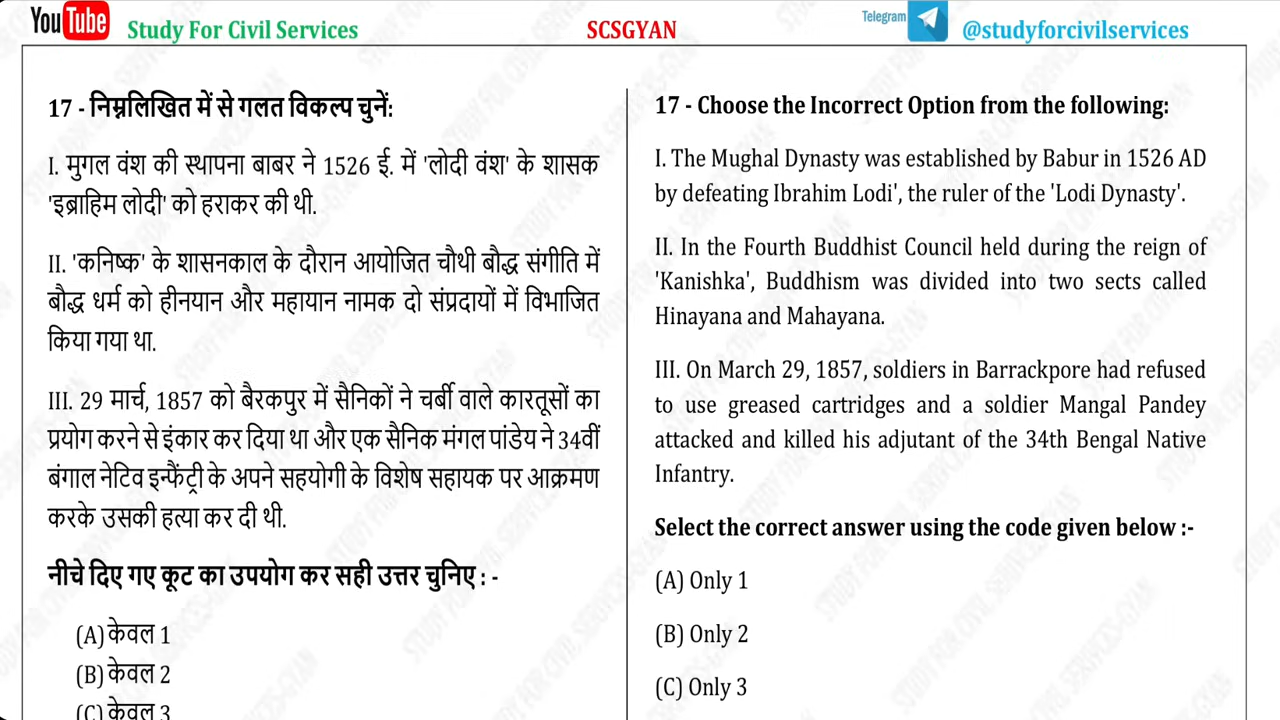 YouTube Study For Civil Services SCSGYAN Telegram @studyforcivilservices
17 - निम्नलिखित में से गलत विकल्प चुनें:
I. मुगल वंश की स्थापना बाबर ने 1526 ई. में 'लोदी वंश' के शासक
'इब्राहिम लोदी' को हराकर की थी.
II. 'कनिष्क' के शासनकाल के दौरान आयोजित चौथी बौद्ध संगीति में
बौद्ध धर्म को हीनयान और महायान नामक दो संप्रदायों में विभाजित
किया गया था.
III. 29 मार्च, 1857 को बैरकपुर में सैनिकों ने चर्बी वाले कारतूसों का
प्रयोग करने से इंकार कर दिया था और एक सैनिक मंगल पांडेय ने 34वीं
बंगाल नेटिव इन्फैंट्री के अपने सहयोगी के विशेष सहायक पर आक्रमण
करके उसकी हत्या कर दी थी.
नीचे दिए गए कूट का उपयोग कर सही उत्तर चुनिए : -
(A) केवल 1
(B) केवल 2
(C) केवल 3
17 - Choose the Incorrect Option from the following:
I. The Mughal Dynasty was established by Babur in 1526 AD
by defeating Ibrahim Lodi', the ruler of the 'Lodi Dynasty'.
II. In the Fourth Buddhist Council held during the reign of
'Kanishka', Buddhism was divided into two sects called
Hinayana and Mahayana.
III. On March 29, 1857, soldiers in Barrackpore had refused
to use greased cartridges and a soldier Mangal Pandey
attacked and killed his adjutant of the 34th Bengal Native
Infantry.
Select the correct answer using the code given below :-
(A) Only 1
(B) Only 2
(C) Only 3